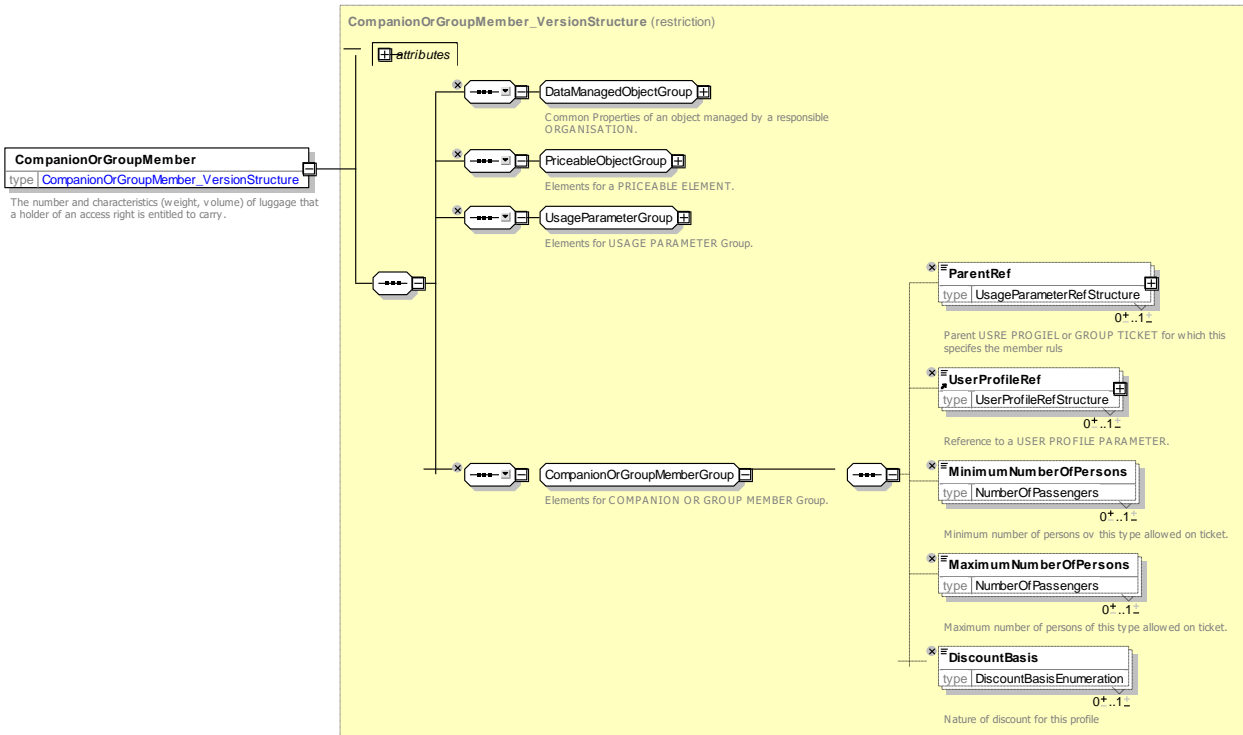 CompanionOrGroupMember_VersionStructure (restriction)
attributes
DataManagedObjectGroup
Common Properties of an object managed by a responsible
ORGANISATION.
PriceableObjectGroup
Elements for a PRICEABLE ELEMENT.
CompanionOrGroupMember
type CompanionOrGroupMember_VersionStructure
The number and characteristics (weight, volume) of luggage that
a holder of an access right is entitled to carry.
UsageParameterGroup
Elements for USAGE PARAMETER Group.
ParentRef
type UsageParameterRefStructure
0..1
Parent USRE PROGIEL or GROUP TICKET for which this
specifes the member ruls
UserProfileRef
type UserProfileRefStructure
0..1
Reference to a USER PROFILE PARAMETER.
CompanionOrGroupMemberGroup
Elements for COMPANION OR GROUP MEMBER Group.
MinimumNumberOfPersons
type NumberOfPassengers
0..1
Minimum number of persons ov this type allowed on ticket.
MaximumNumberOfPersons
type NumberOfPassengers
0..1
Maximum number of persons of this type allowed on ticket.
DiscountBasis
type DiscountBasisEnumeration
0..1
Nature of discount for this profile